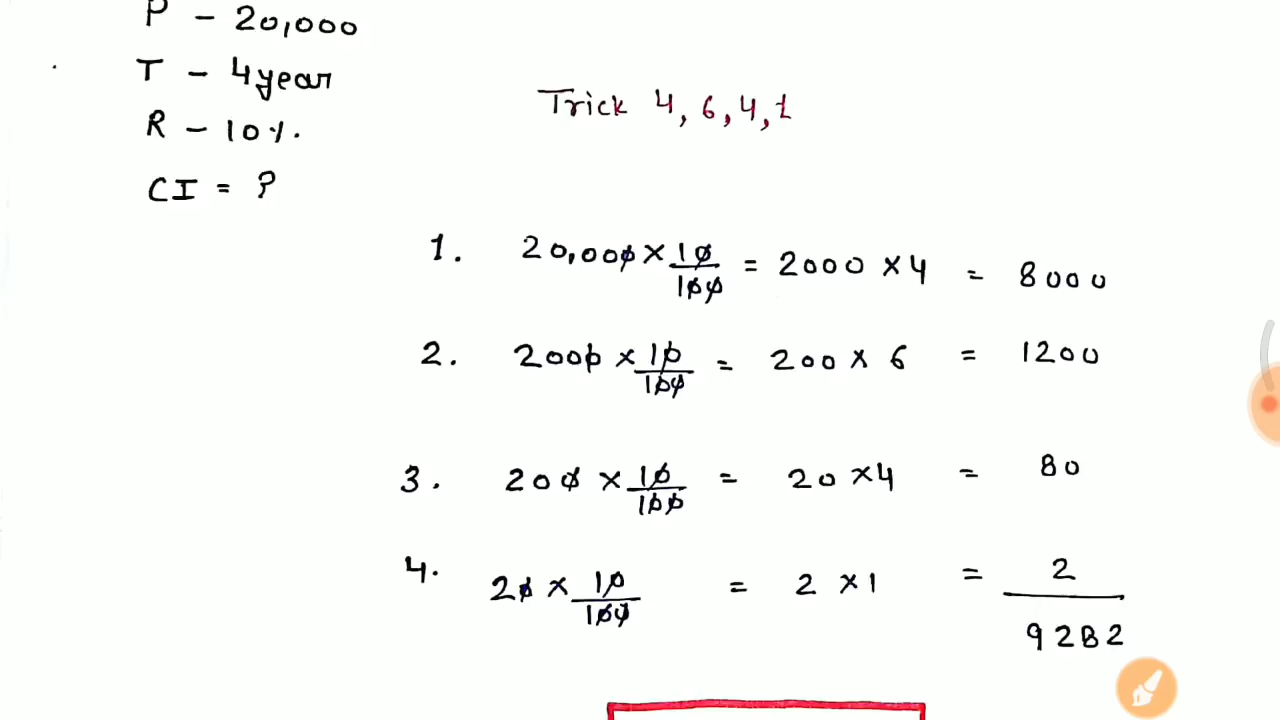 P - 20,000
T - 4year
R - 10%.
CI = ?
Trick 4, 6, 4, 1
1. 20,000 × 10/100 = 2000 × 4 = 8000
2. 2000 × 10/100 = 200 × 6 = 1200
3. 200 × 10/100 = 20 × 4 = 80
4. 20 × 10/100 = 2 × 1 = 2
9282